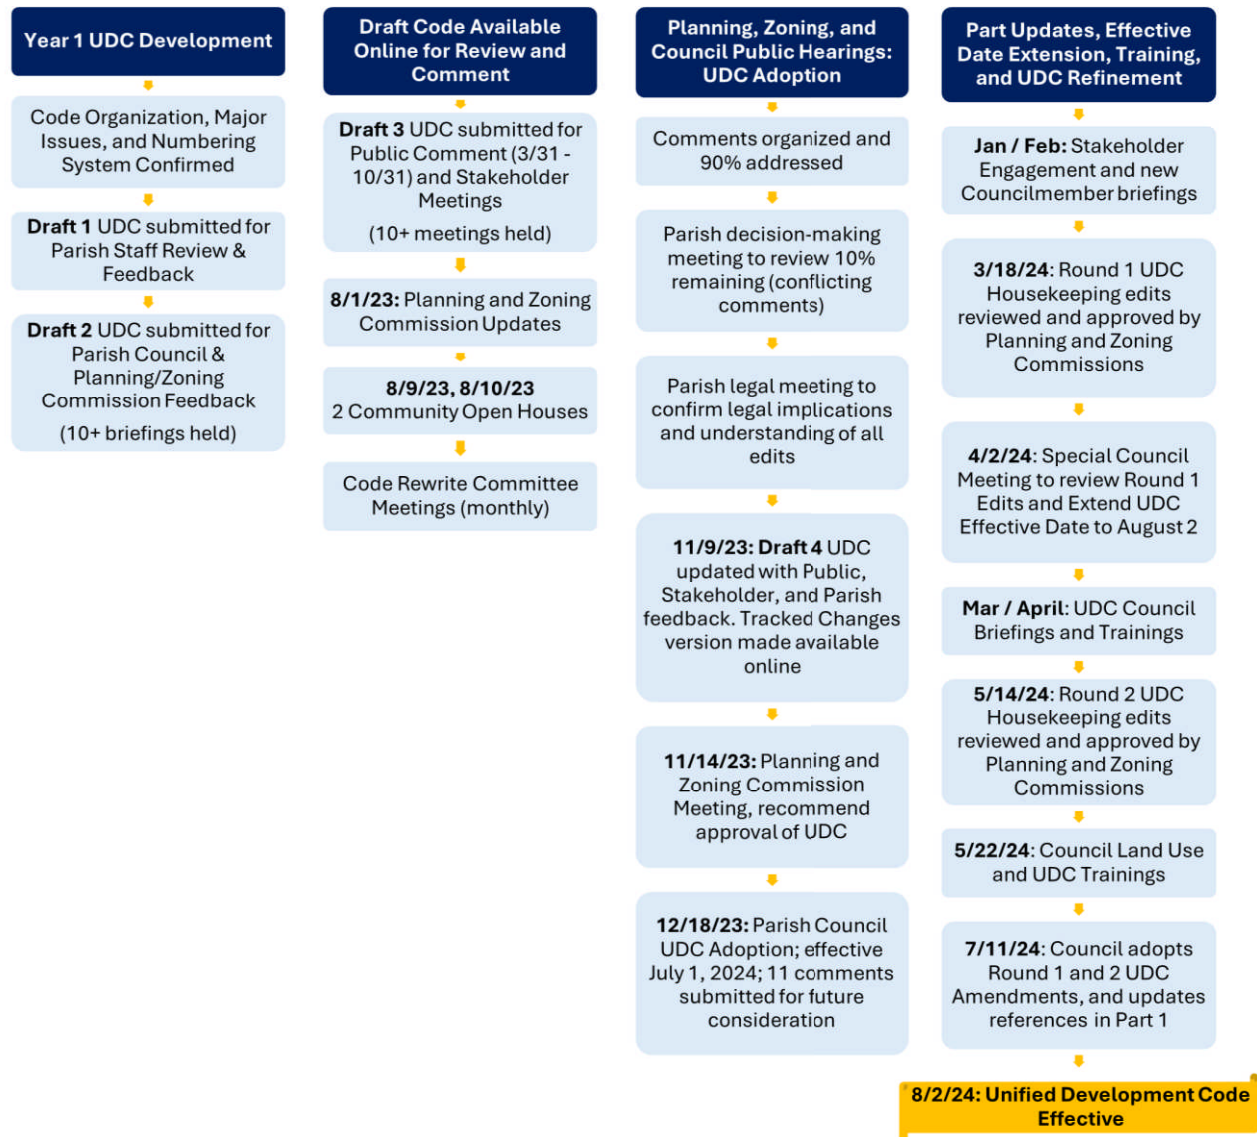 Year 1 UDC Development
Code Organization, Major
Issues, and Numbering
System Confirmed
Draft 1 UDC submitted for
Parish Staff Review &
Feedback
Draft 2 UDC submitted for
Parish Council &
Planning/Zoning
Commission Feedback
(10+ briefings held)
Draft Code Available
Online for Review and
Comment
Draft 3 UDC submitted for
Public Comment (3/31 -
10/31) and Stakeholder
Meetings
(10+ meetings held)
8/1/23: Planning and Zoning
Commission Updates
8/9/23, 8/10/23
2 Community Open Houses
Code Rewrite Committee
Meetings (monthly)
Planning, Zoning, and
Council Public Hearings:
UDC Adoption
Comments organized and
90% addressed
Parish decision-making
meeting to review 10%
remaining (conflicting
comments)
Parish legal meeting to
confirm legal implications
and understanding of all
edits
11/9/23: Draft 4 UDC
updated with Public,
Stakeholder, and Parish
feedback. Tracked Changes
version made available
online
11/14/23: Planning and
Zoning Commission
Meeting, recommend
approval of UDC
12/18/23: Parish Council
UDC Adoption; effective
July 1, 2024; 11 comments
submitted for future
consideration
Part Updates, Effective
Date Extension, Training,
and UDC Refinement
Jan / Feb: Stakeholder
Engagement and new
Councilmember briefings
3/18/24: Round 1 UDC
Housekeeping edits
reviewed and approved by
Planning and Zoning
Commissions
4/2/24: Special Council
Meeting to review Round 1
Edits and Extend UDC
Effective Date to August 2
Mar / April: UDC Council
Briefings and Trainings
5/14/24: Round 2 UDC
Housekeeping edits
reviewed and approved by
Planning and Zoning
Commissions
5/22/24: Council Land Use
and UDC Trainings
7/11/24: Council adopts
Round 1 and 2 UDC
Amendments, and updates
references in Part 1
8/2/24: Unified Development Code
Effective